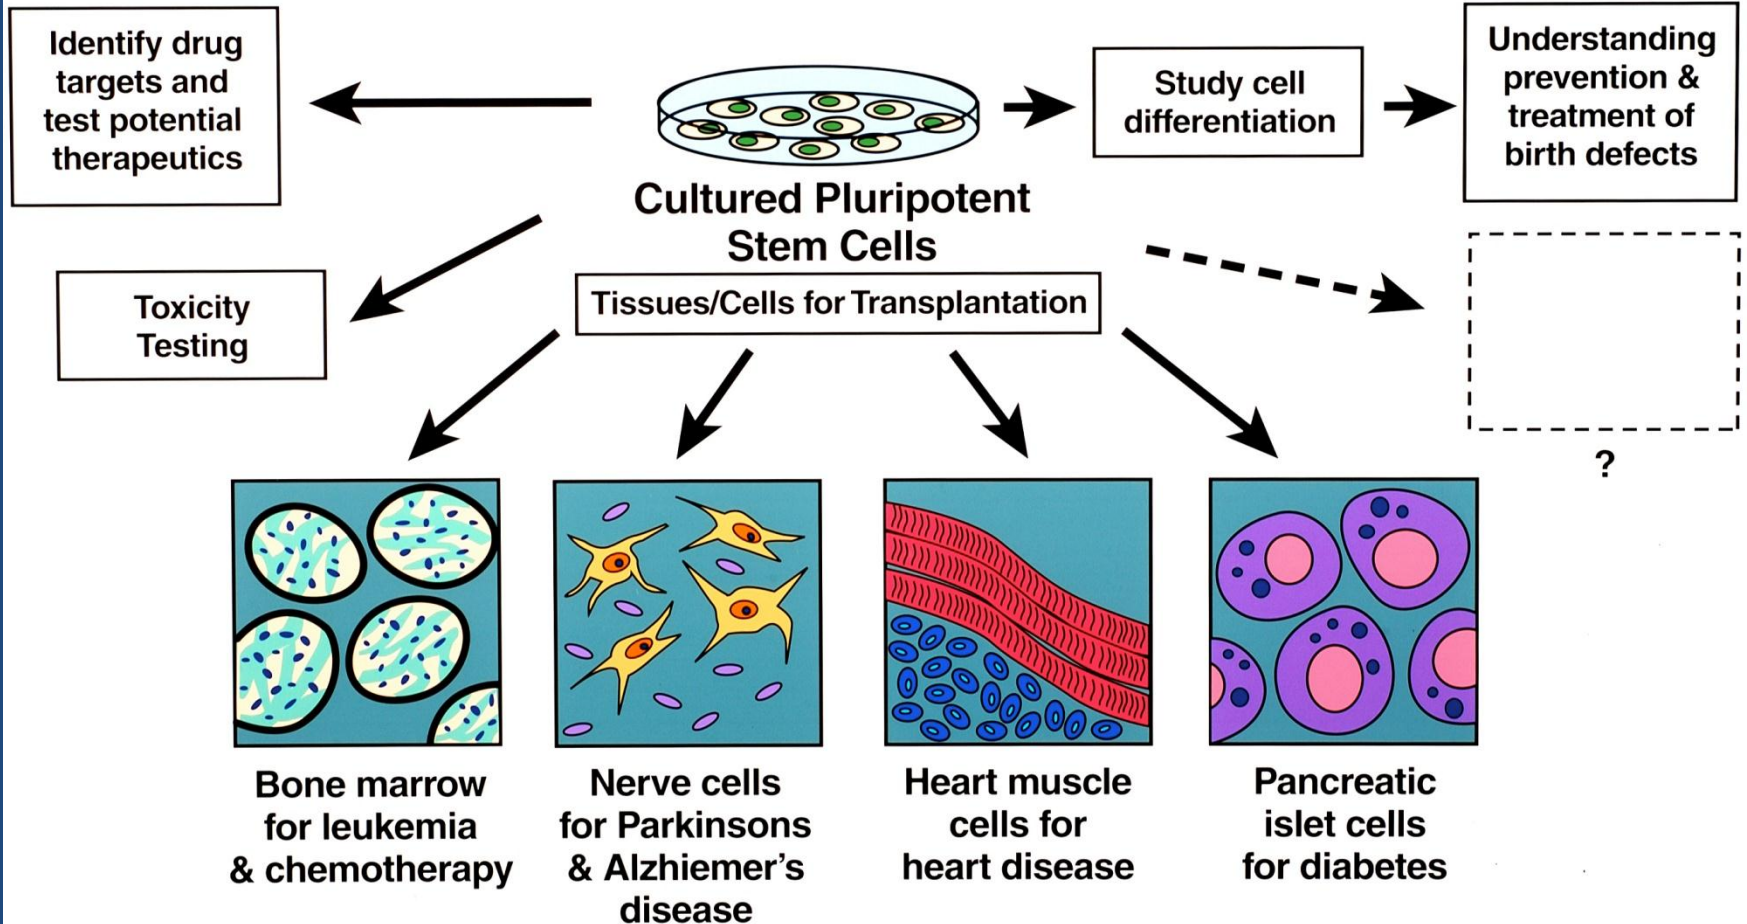 Identify drug
targets and
test potential
therapeutics
Cultured Pluripotent
Stem Cells
Study cell
differentiation
Understanding
prevention &
treatment of
birth defects
Toxicity
Testing
Tissues/Cells for Transplantation
?
Bone marrow
for leukemia
& chemotherapy
Nerve cells
for Parkinsons
& Alzhiemer's
disease
Heart muscle
cells for
heart disease
Pancreatic
islet cells
for diabetes